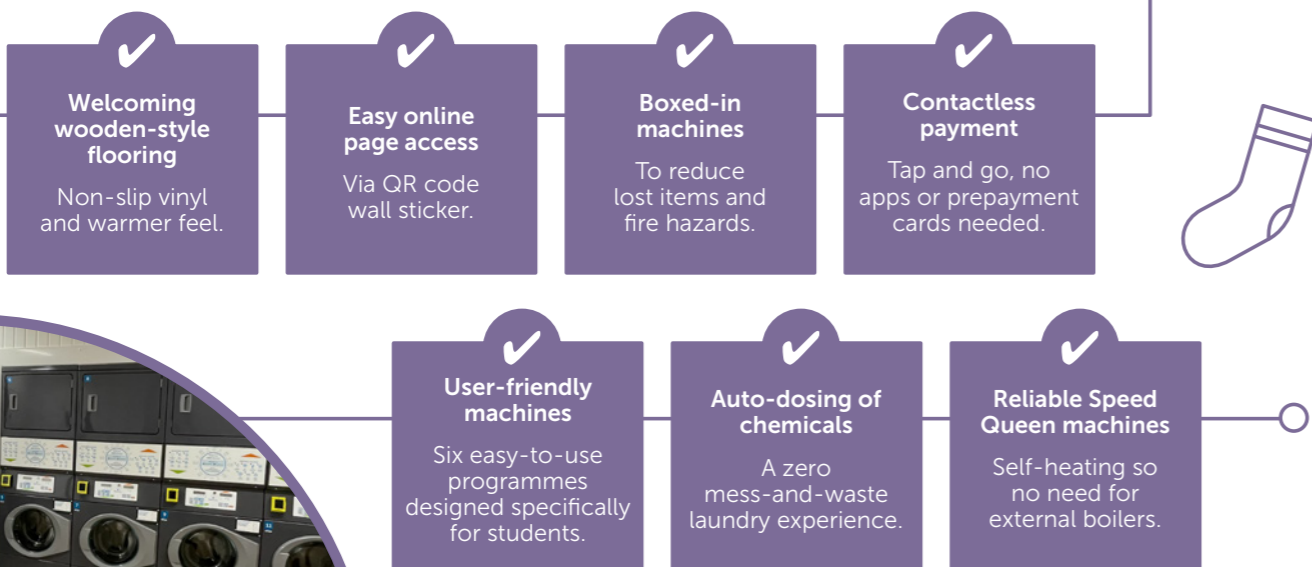 Welcoming
wooden-style
flooring
Non-slip vinyl
and warmer feel.
Easy online
page access
Via QR code
wall sticker.
Boxed-in
machines
To reduce
lost items and
fire hazards.
Contactless
payment
Tap and go, no
apps or prepayment
cards needed.
User-friendly
machines
Six easy-to-use
programmes
designed specifically
for students.
Auto-dosing of
chemicals
A zero
mess-and-waste
laundry experience.
Reliable Speed
Queen machines
Self-heating so
no need for
external boilers.